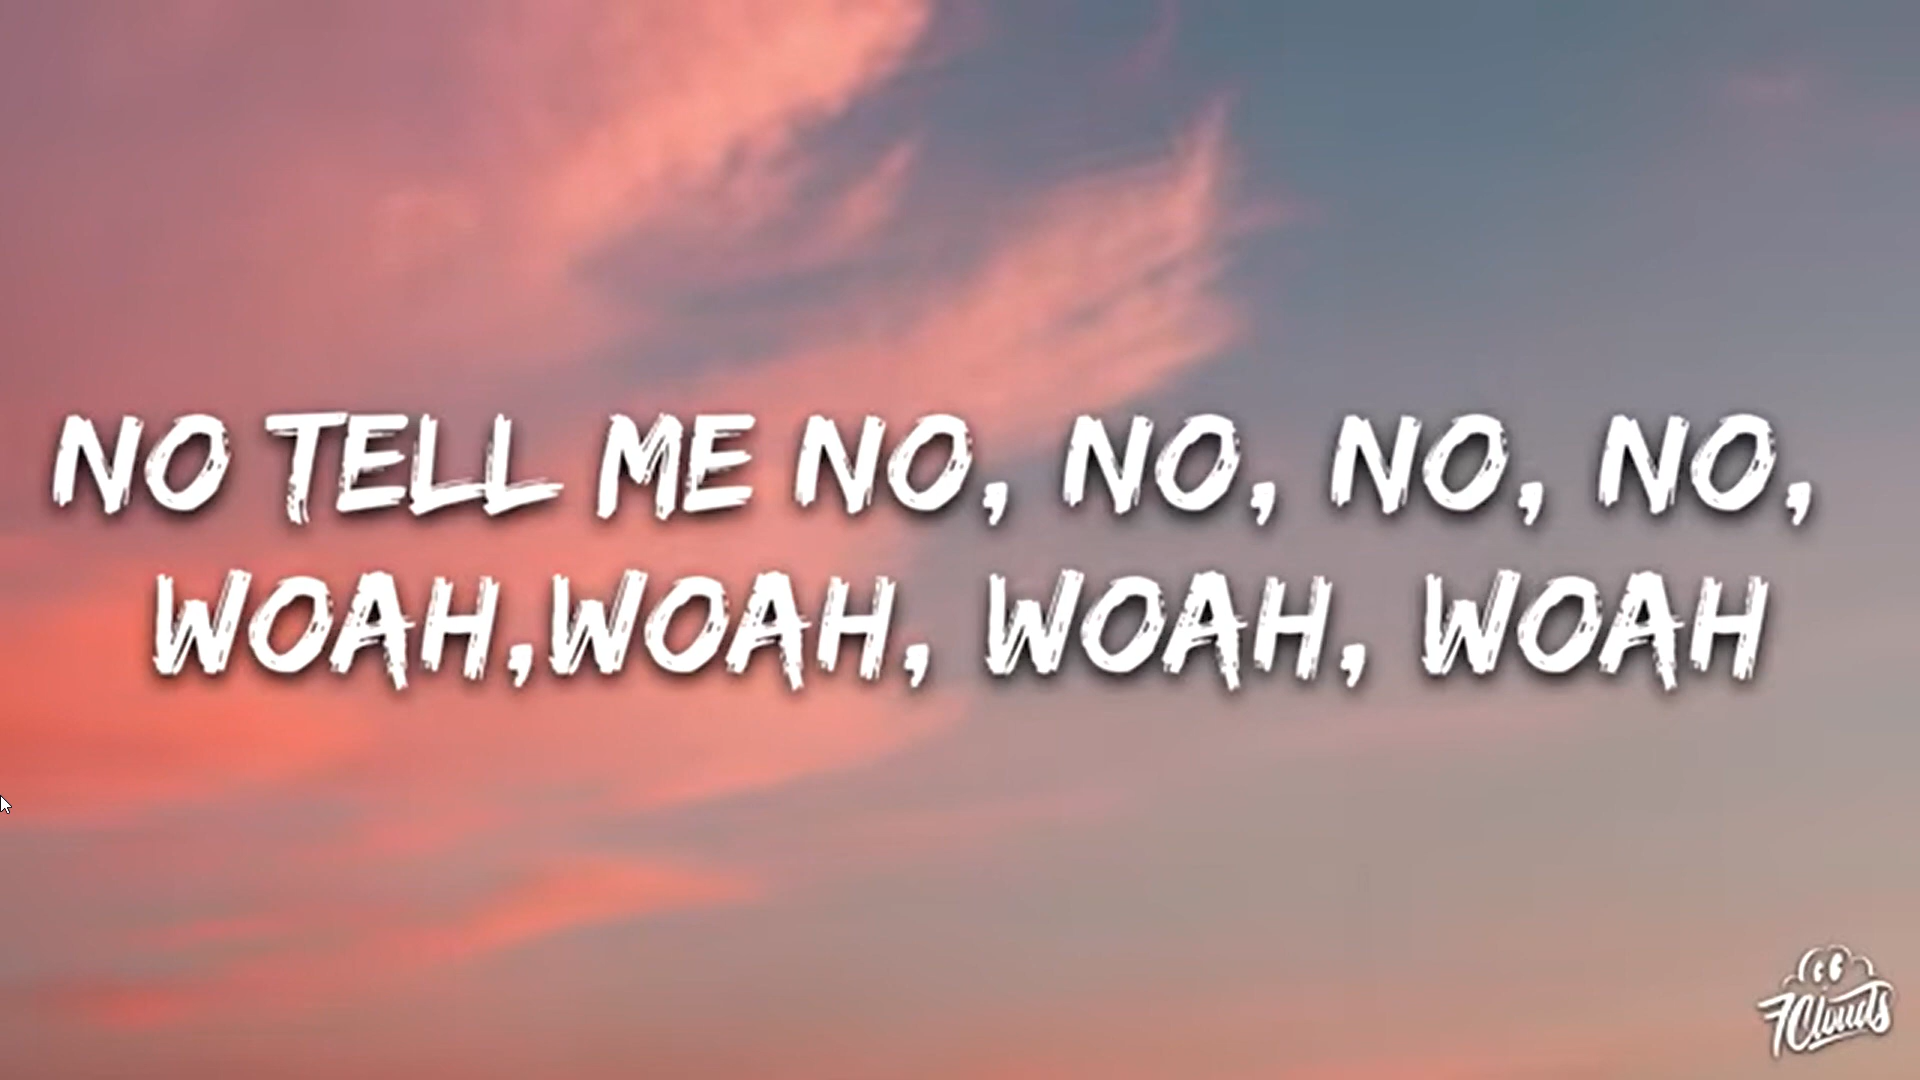 NO TELL ME NO, NO, NO, NO,
WOAH,WOAH, WOAH, WOAH
7Clouds